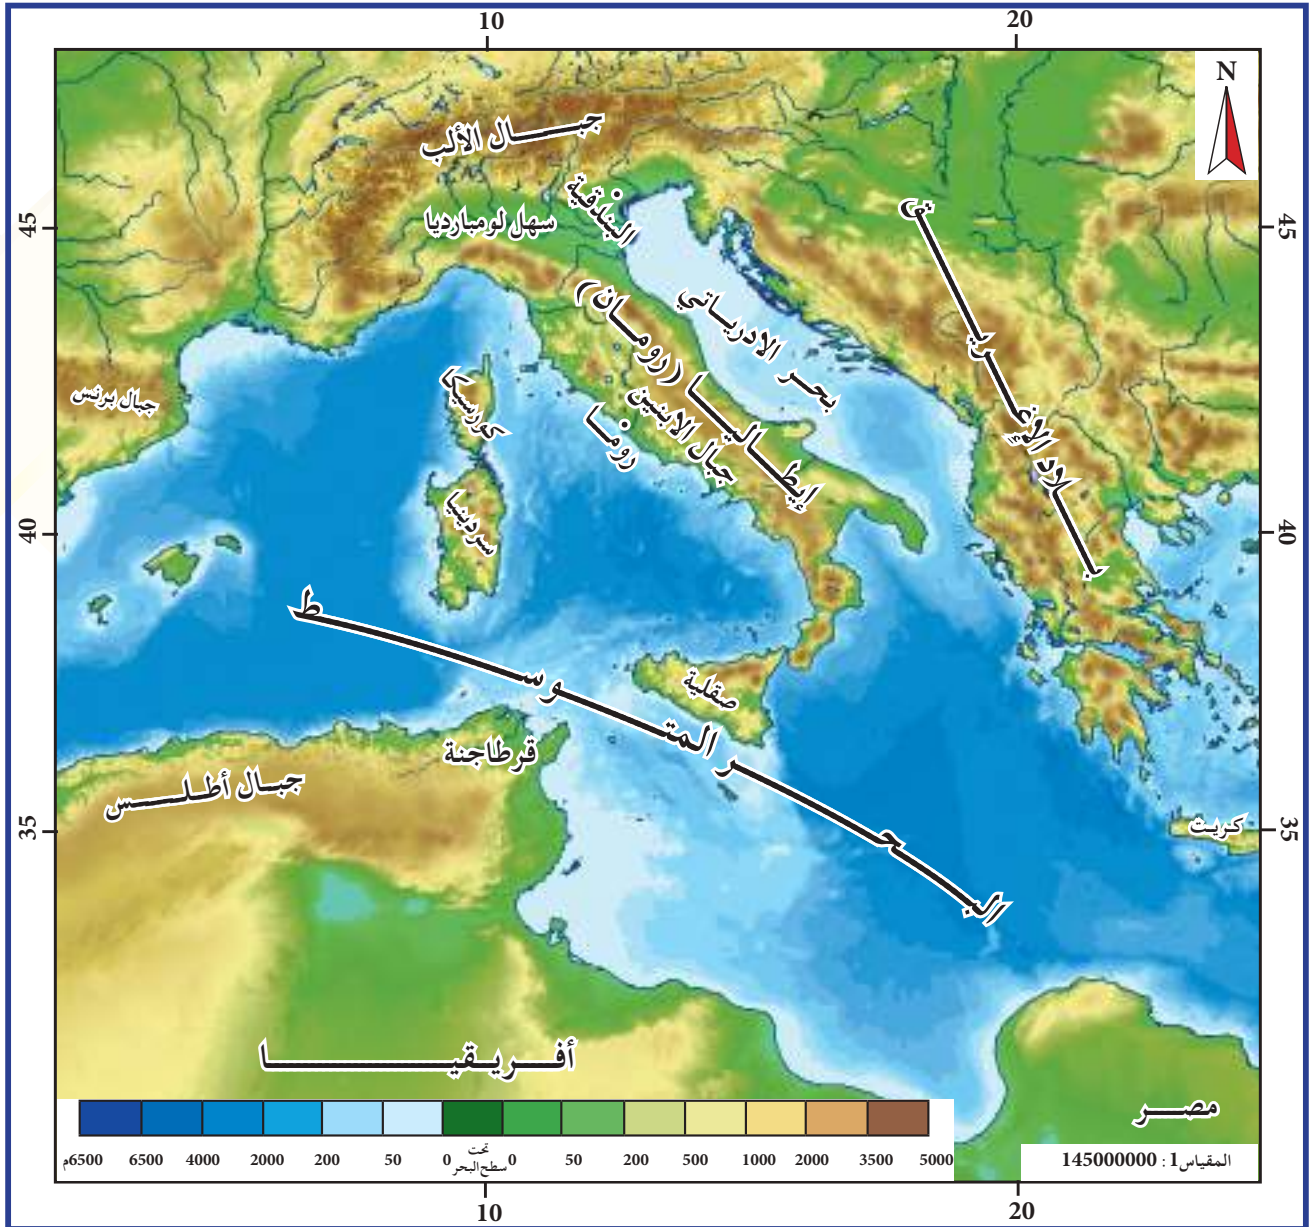 10
20
N
جبال الألب
البندقية
سهل لومبارديا
45
45
بحر الادرياتي
إيطاليا (رومان)
جبال الابنين
روما
بلاد الإغريق
جبال برنس
كورسيكا
سردينيا
40
40
البحر المتوسط
صقلية
قرطاجنة
جبال أطلس
35
35
كريت
أفريقيا
مصر
6500م 6500 4000 2000 200 50 0 تحت سطح البحر 0 50 200 500 1000 2000 3500 5000
المقياس 1 : 145000000
10
20